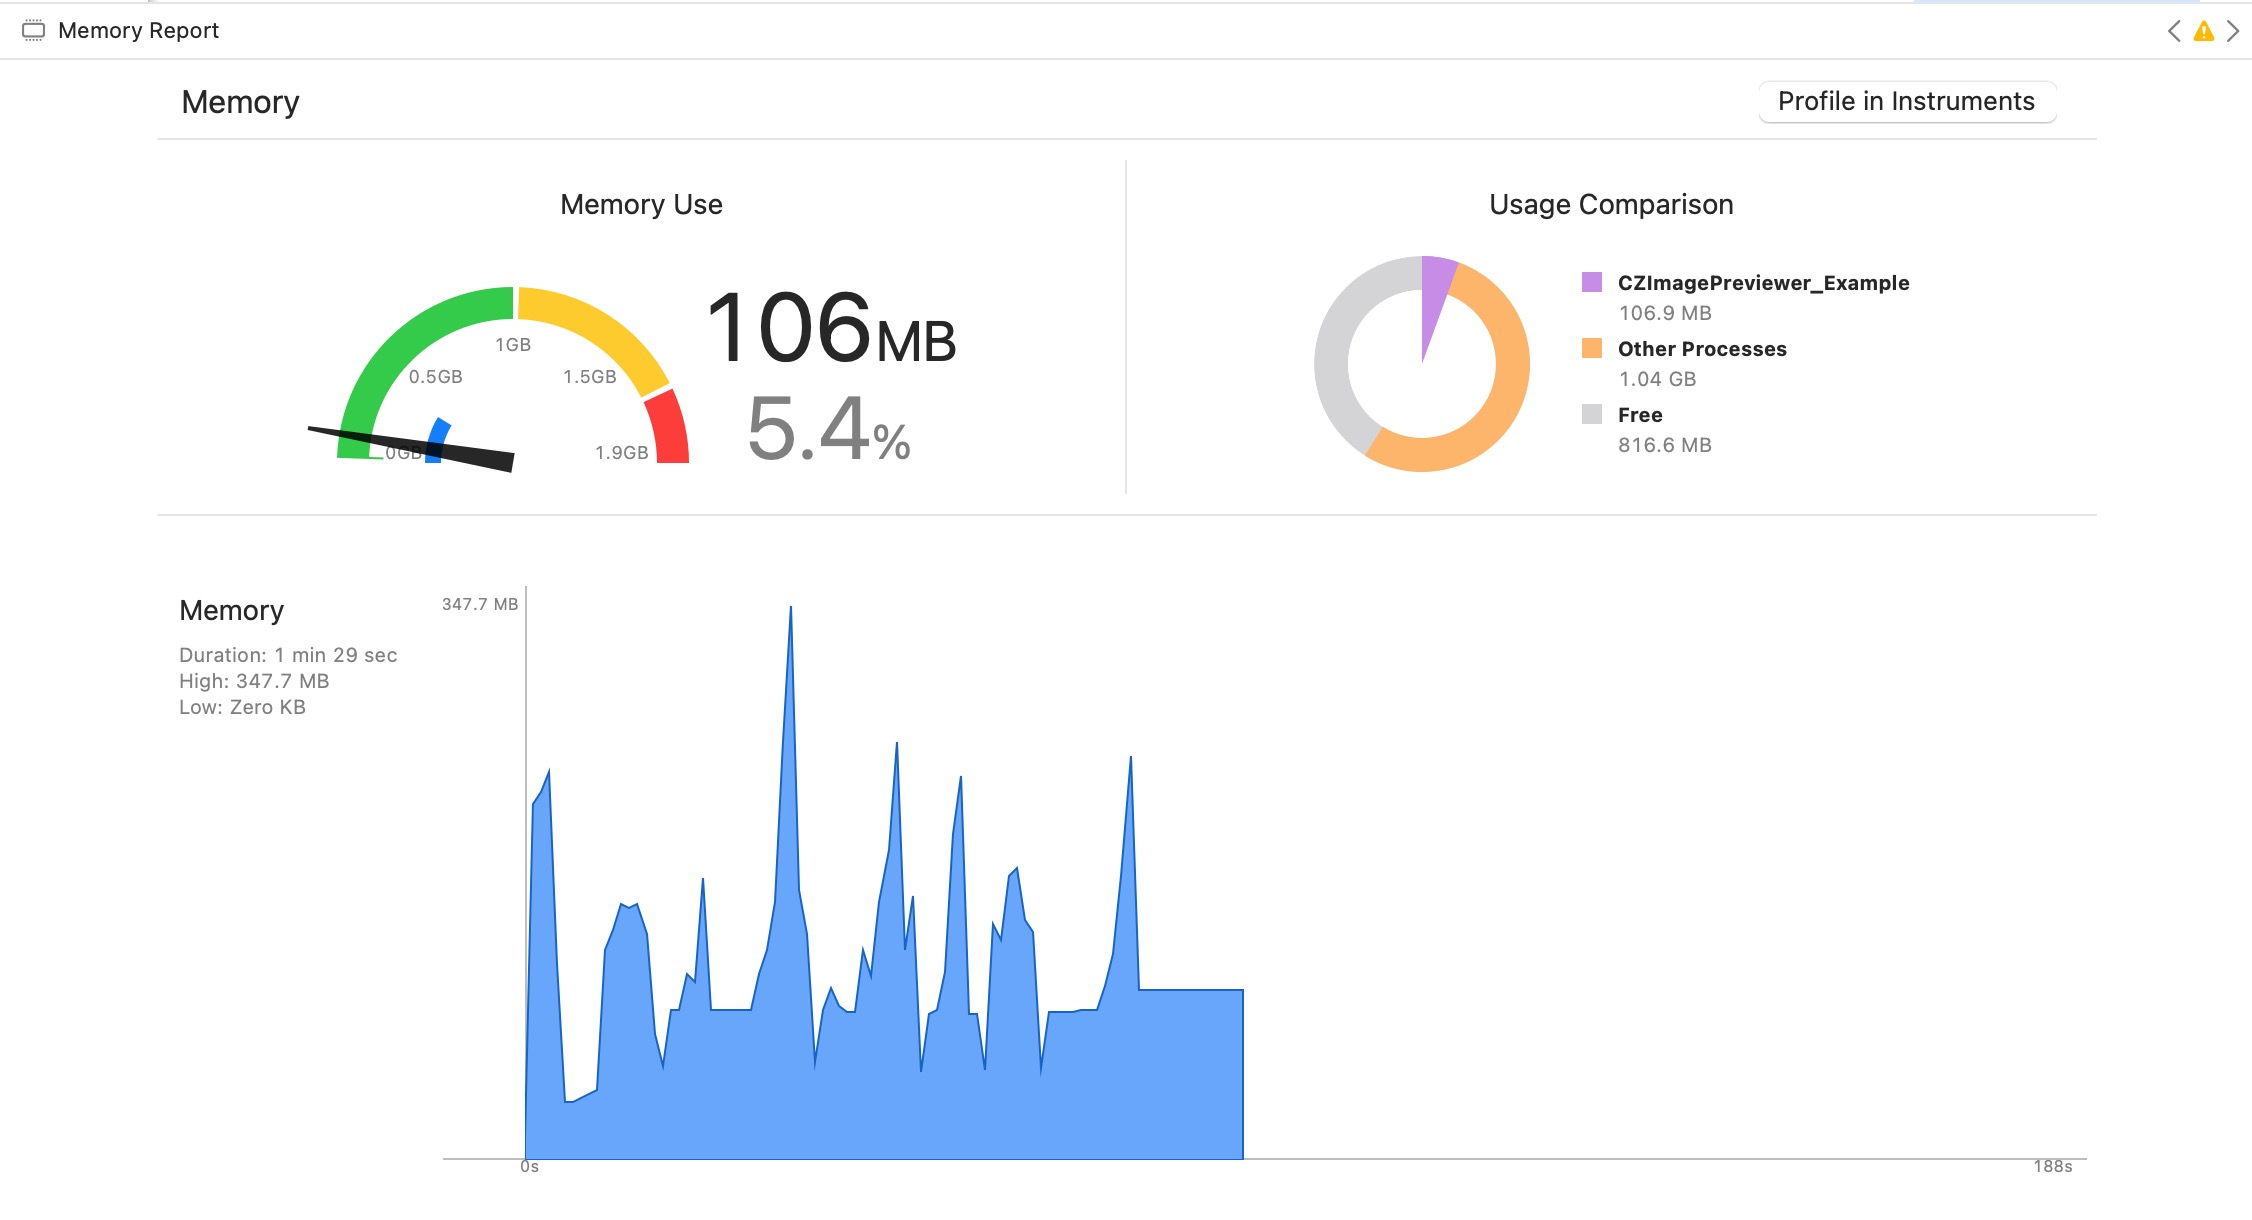 Memory Report
Memory
Profile in Instruments
Memory Use
0GB
0.5GB
1GB
1.5GB
1.9GB
106MB
5.4%
Usage Comparison
CZImagePreviewer_Example
106.9 MB
Other Processes
1.04 GB
Free
816.6 MB
Memory
Duration: 1 min 29 sec
High: 347.7 MB
Low: Zero KB
347.7 MB
0s
188s